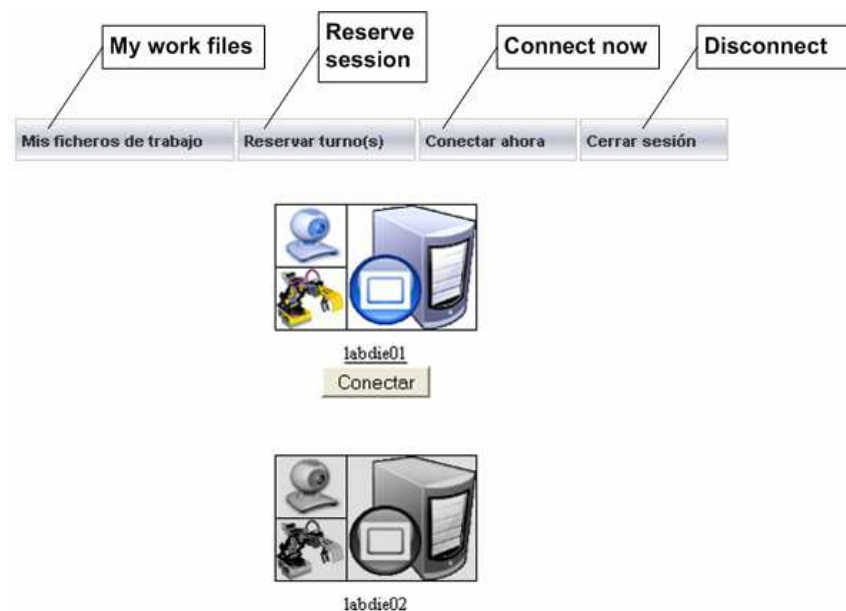 My work files
Reserve
session
Connect now
Disconnect
Mis ficheros de trabajo
Reservar turno(s)
Conectar ahora
Cerrar sesión
labdie01
Conectar
labdie02